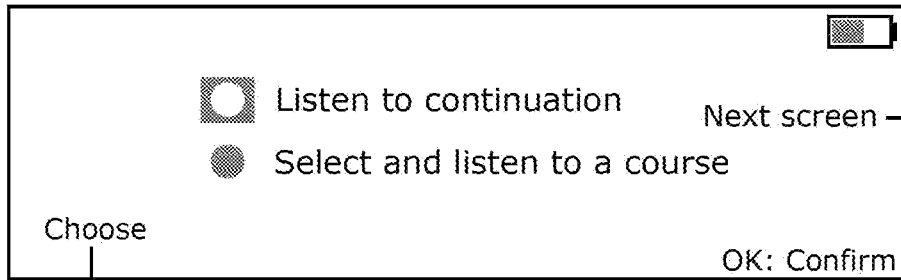 Listen to continuation
Next screen
Select and listen to a course
Choose
OK: Confirm